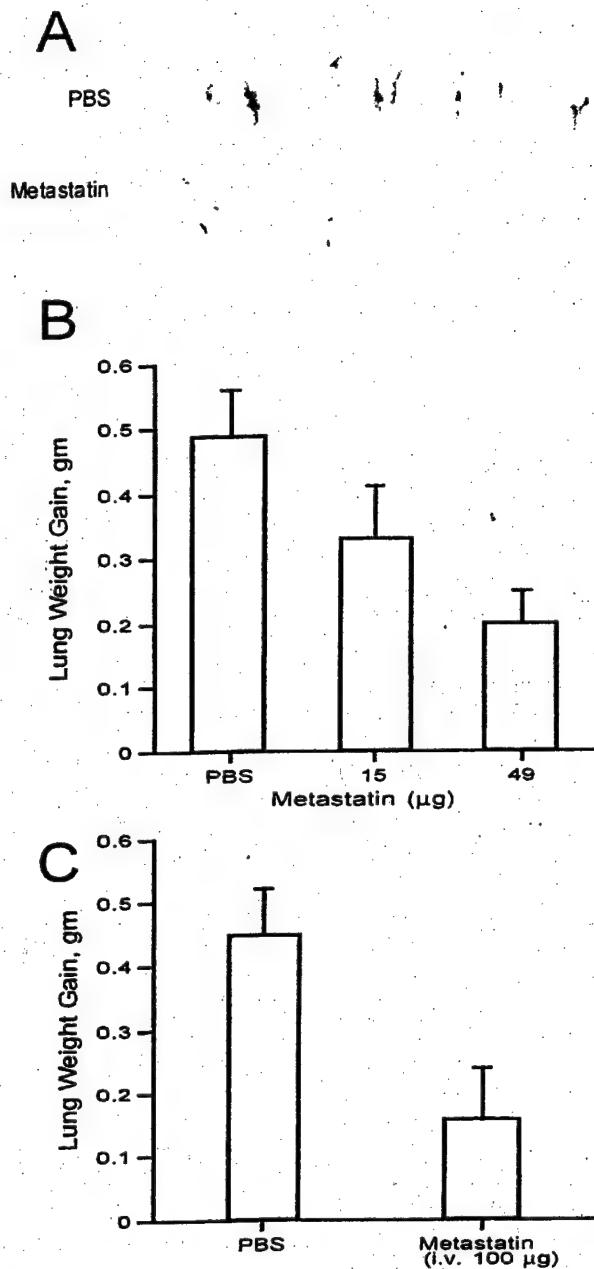 A
PBS
Metastatin
B
Lung Weight Gain, gm
0.6
0.5
0.4
0.3
0.2
0.1
0
PBS 15 49
Metastatin (µg)
C
Lung Weight Gain, gm
0.6
0.5
0.4
0.3
0.2
0.1
0
PBS Metastatin
(i.v. 100 µg)